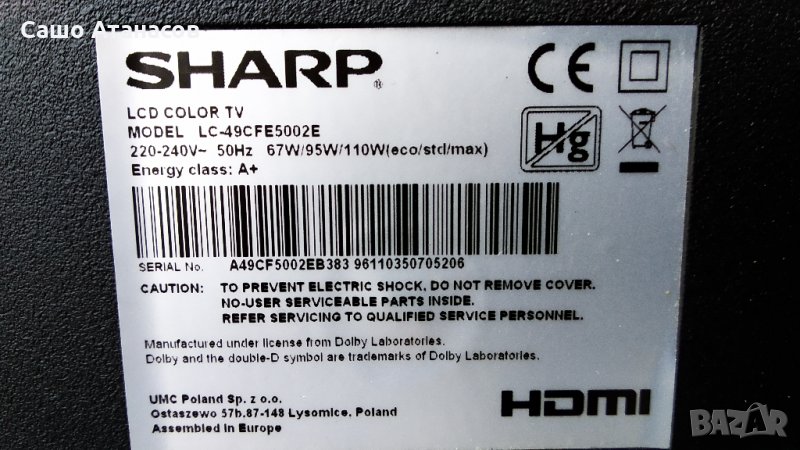 Сашо Атанасов
SHARP®
LCD COLOR TV
MODEL LC-49CFE5002E
220-240V~ 50Hz 67W/95W/110W(eco/std/max)
Energy class: A+
CE
Hg
SERIAL No. A49CF5002EB383 96110350705206
CAUTION: TO PREVENT ELECTRIC SHOCK, DO NOT REMOVE COVER.
NO-USER SERVICEABLE PARTS INSIDE.
REFER SERVICING TO QUALIFIED SERVICE PERSONNEL.
Manufactured under license from Dolby Laboratories.
Dolby and the double-D symbol are trademarks of Dolby Laboratories.
UMC Poland Sp. z o.o.
Ostaszewo 57b,87-148 Lysomice, Poland
Assembled in Europe
HDMI
BAZAR